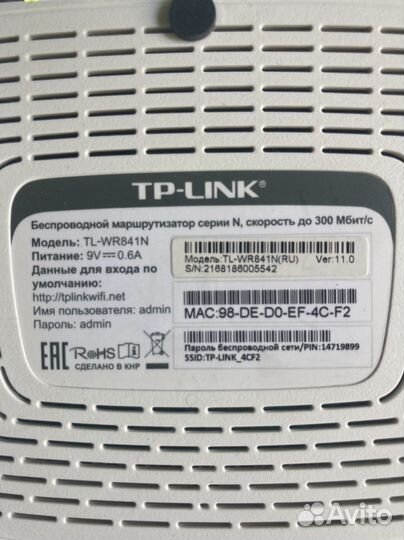 TP-LINK®
Беспроводной маршрутизатор серии N, скорость до 300 Мбит/с
Модель: TL-WR841N
Питание: 9V⎓0.6A
Данные для входа по
умолчанию:
http://tplinkwifi.net
Имя пользователя: admin
Пароль: admin
Модель:TL-WR841N(RU) Ver:11.0
S/N:2168186005542
MAC:98-DE-D0-EF-4C-F2
Пароль беспроводной сети/PIN:14719899
SSID:TP-LINK_4CF2
EAC RoHS
СДЕЛАНО В КНР
Avito